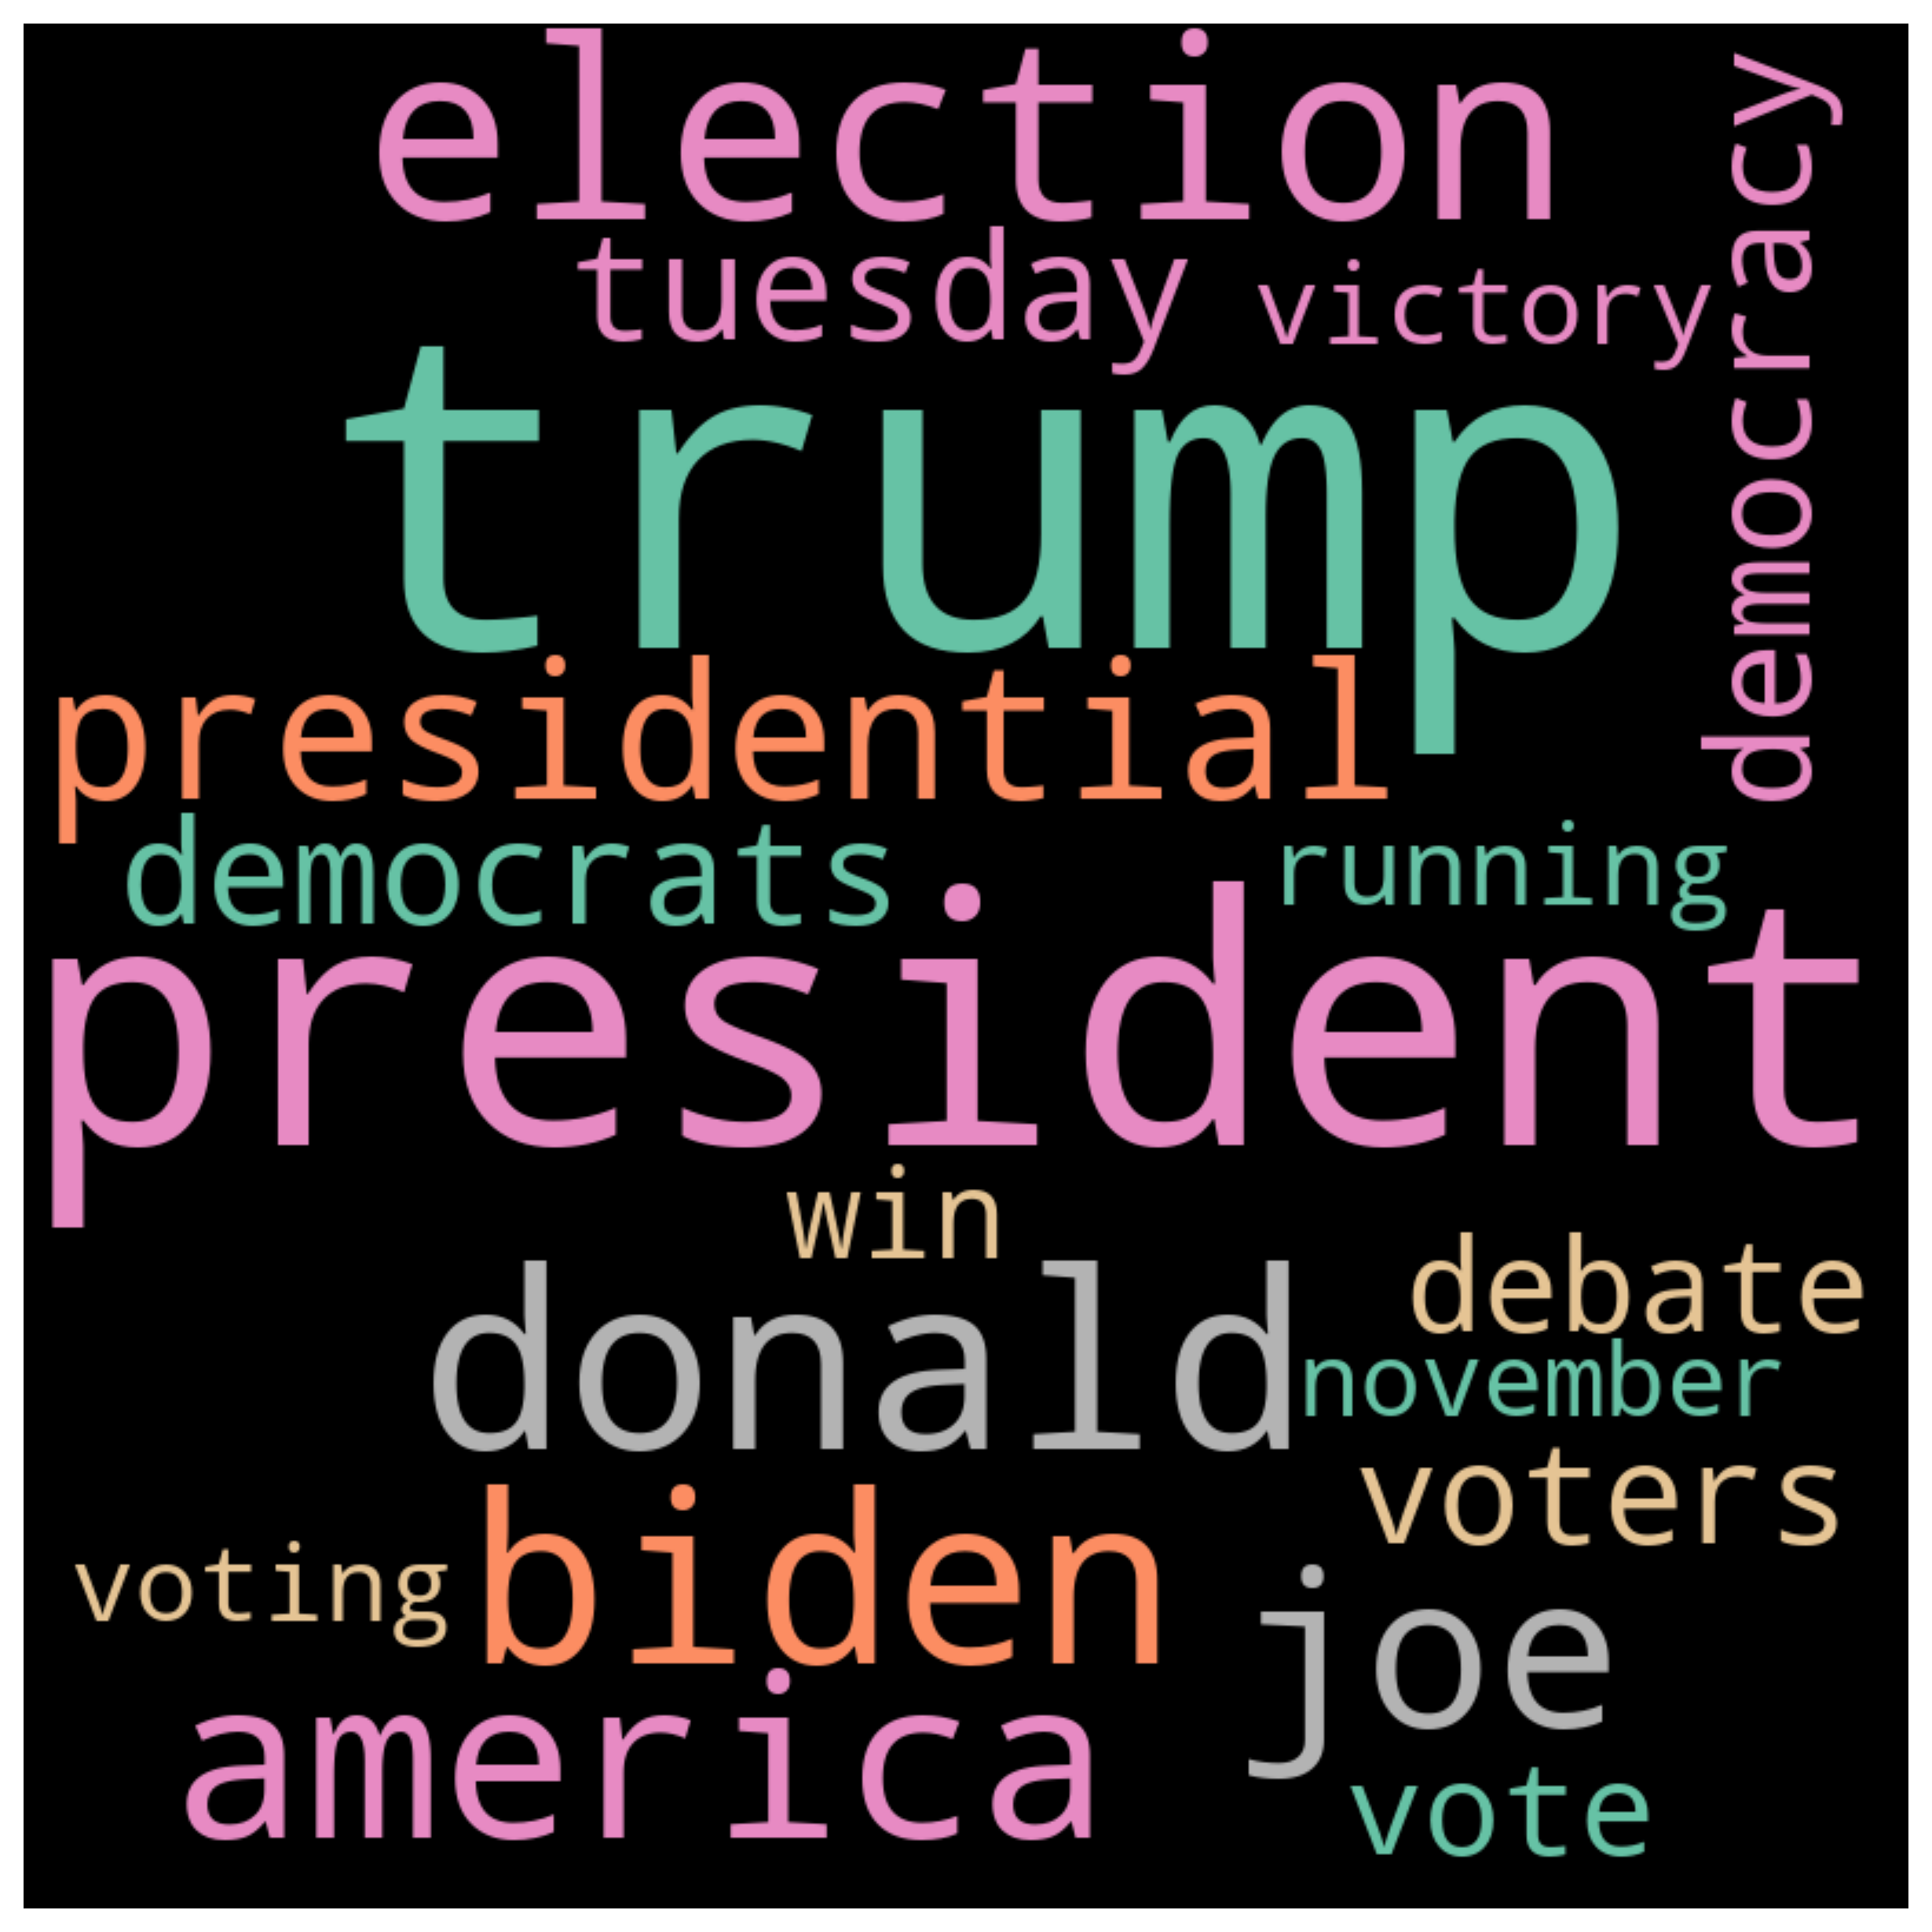 election
democracy
tuesday victory
trump
presidential
democrats running
president
win
donald debate
november
voters
biden
voting
joe
america
vote